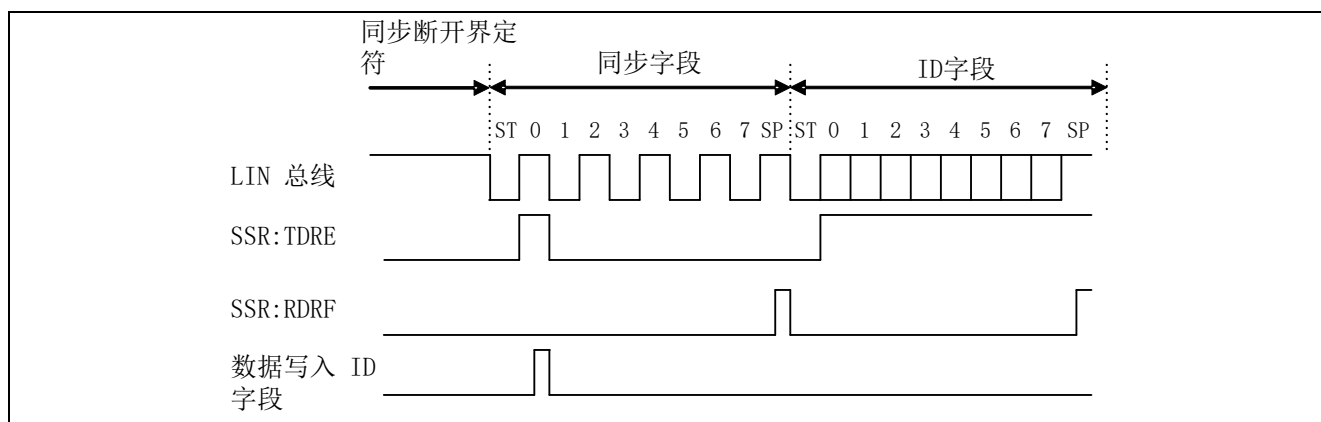 同步断开界定
符
同步字段
ID字段
ST 0 1 2 3 4 5 6 7 SP ST 0 1 2 3 4 5 6 7 SP
LIN 总线
SSR:TDRE
SSR:RDRF
数据写入 ID
字段